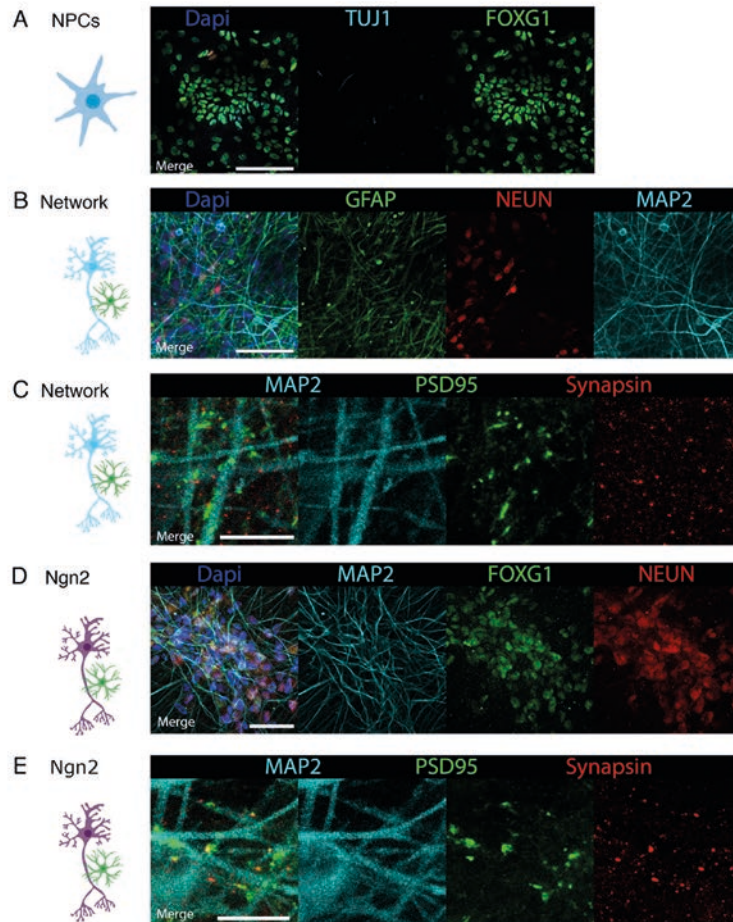 A NPCs Dapi TUJ1 FOXG1
Merge
B Network Dapi GFAP NEUN MAP2
Merge
C Network MAP2 PSD95 Synapsin
Merge
D Ngn2 Dapi MAP2 FOXG1 NEUN
Merge
E Ngn2 MAP2 PSD95 Synapsin
Merge